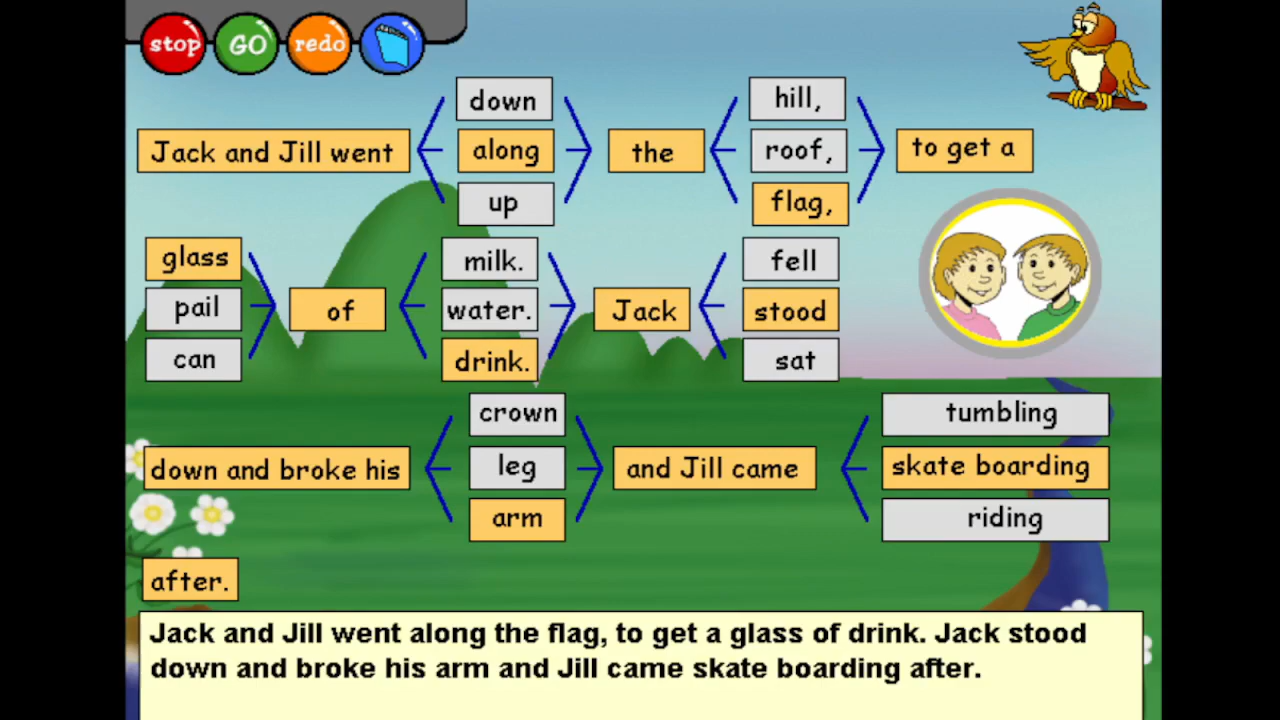 stop GO redo
down
along
up
hill,
roof,
flag,
Jack and Jill went
the
to get a
glass
pail
can
of
milk.
water.
drink.
Jack
fell
stood
sat
down and broke his
crown
leg
arm
and Jill came
tumbling
skate boarding
riding
after.
Jack and Jill went along the flag, to get a glass of drink. Jack stood
down and broke his arm and Jill came skate boarding after.